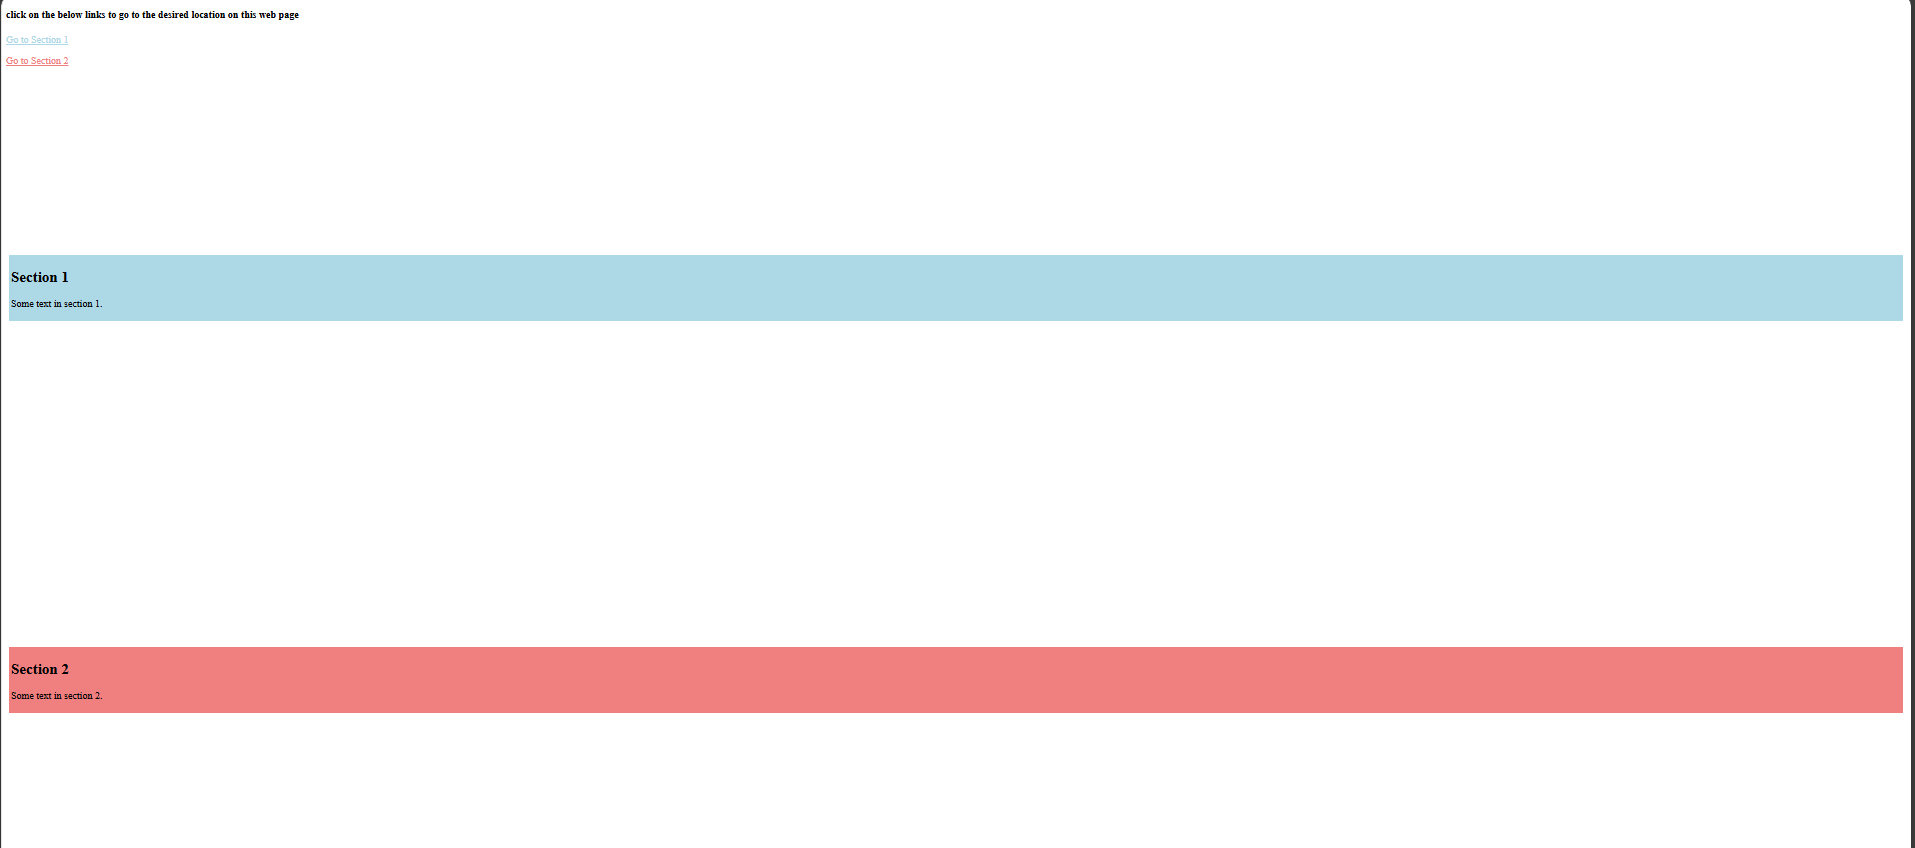 click on the below links to go to the desired location on this web page
Go to Section 1
Go to Section 2
Section 1
Some text in section 1.
Section 2
Some text in section 2.